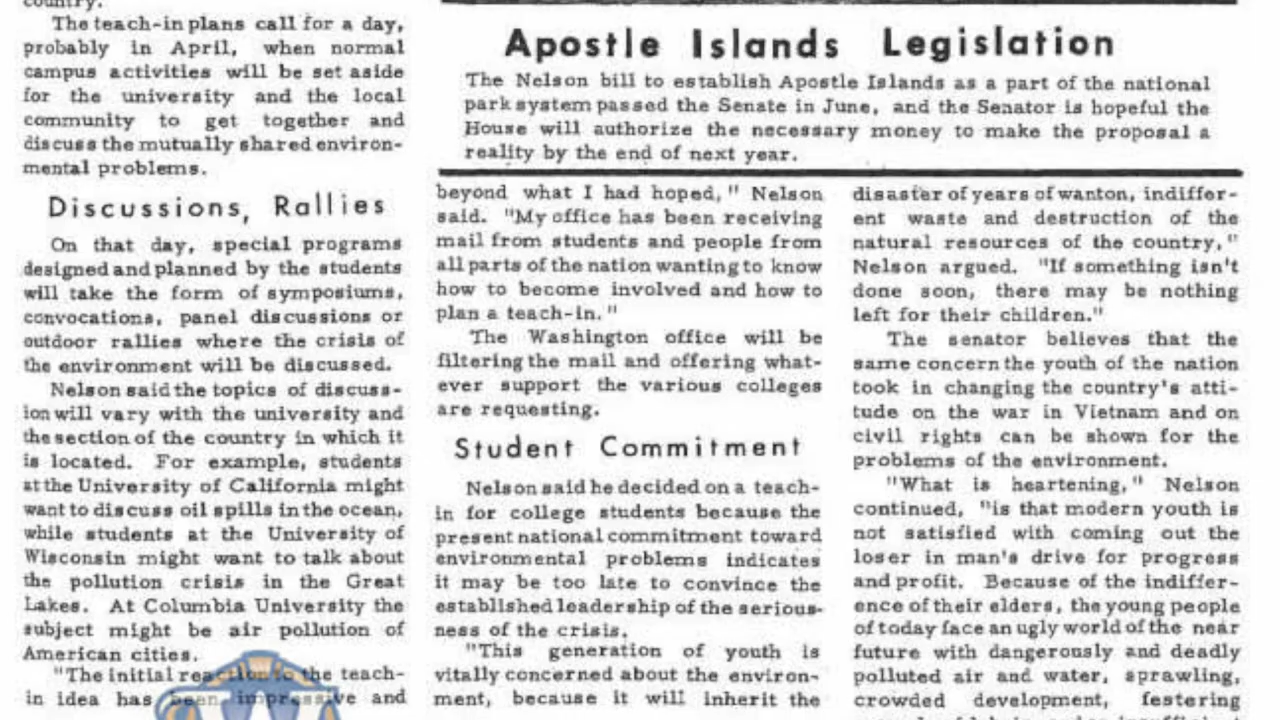 country.
The teach-in plans call for a day,
probably in April, when normal
campus activities will be set aside
for the university and the local
community to get together and
discuss the mutually shared environ-
mental problems.
Discussions, Rallies
On that day, special programs
designed and planned by the students
will take the form of symposiums,
convocations, panel discussions or
outdoor rallies where the crisis of
the environment will be discussed.
Nelson said the topics of discuss-
ion will vary with the university and
the section of the country in which it
is located. For example, students
at the University of California might
want to discuss oil spills in the ocean,
while students at the University of
Wisconsin might want to talk about
the pollution crisis in the Great
Lakes. At Columbia University the
subject might be air pollution of
American cities.
"The initial reaction to the teach-
in idea has been impressive and
Apostle Islands Legislation
The Nelson bill to establish Apostle Islands as a part of the national
park system passed the Senate in June, and the Senator is hopeful the
House will authorize the necessary money to make the proposal a
reality by the end of next year.
beyond what I had hoped," Nelson
said. "My office has been receiving
mail from students and people from
all parts of the nation wanting to know
how to become involved and how to
plan a teach-in."
The Washington office will be
filtering the mail and offering what-
ever support the various colleges
are requesting.
Student Commitment
Nelson said he decided on a teach-
in for college students because the
present national commitment toward
environmental problems indicates
it may be too late to convince the
established leadership of the serious-
ness of the crisis.
"This generation of youth is
vitally concerned about the environ-
ment, because it will inherit the
disaster of years of wanton, indiffer-
ent waste and destruction of the
natural resources of the country,"
Nelson argued. "If something isn't
done soon, there may be nothing
left for their children."
The senator believes that the
same concern the youth of the nation
took in changing the country's atti-
tude on the war in Vietnam and on
civil rights can be shown for the
problems of the environment.
"What is heartening," Nelson
continued, "is that modern youth is
not satisfied with coming out the
loser in man's drive for progress
and profit. Because of the indiffer-
ence of their elders, the young people
of today face an ugly world of the near
future with dangerously and deadly
polluted air and water, sprawling,
crowded development, festering